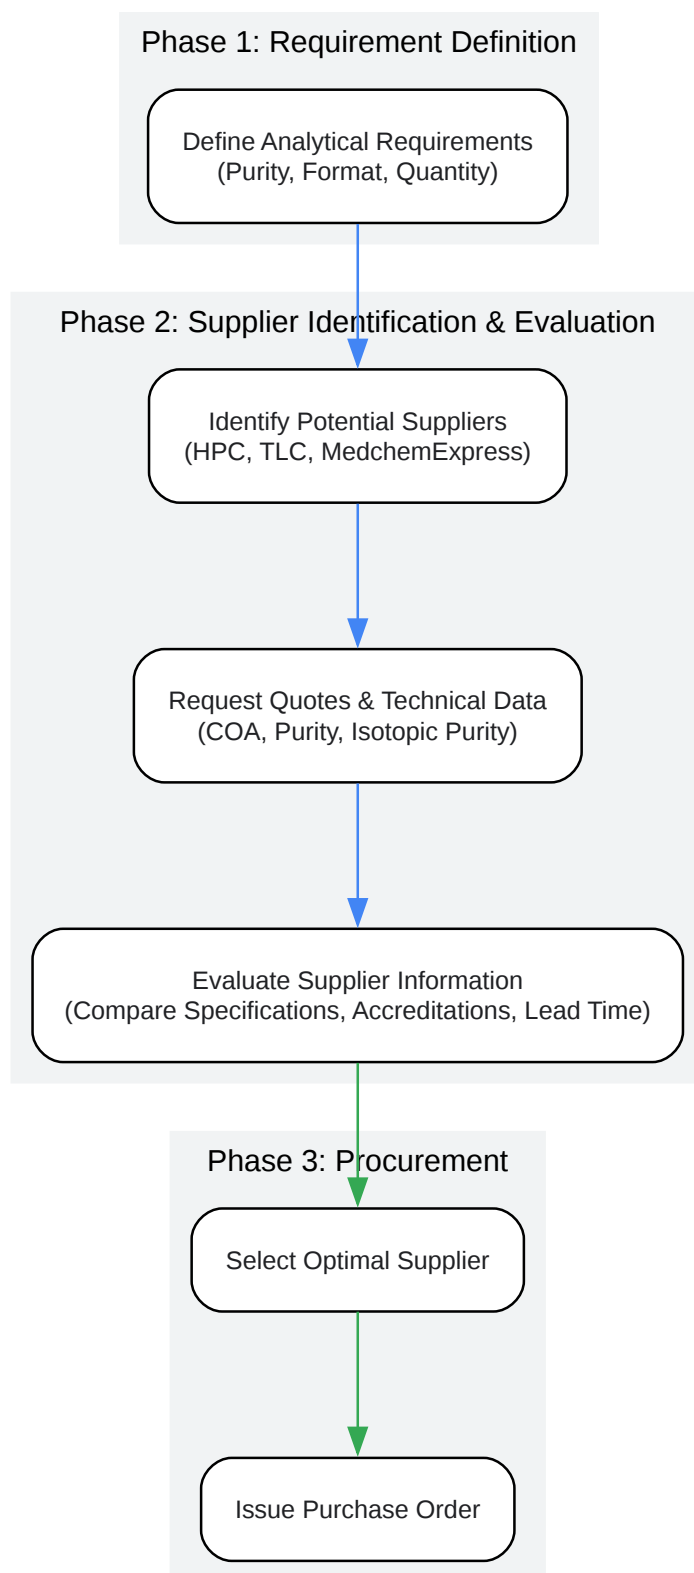 Phase 1: Requirement Definition
Define Analytical Requirements
(Purity, Format, Quantity)
Phase 2: Supplier Identification & Evaluation
Identify Potential Suppliers
(HPC, TLC, MedchemExpress)
Request Quotes & Technical Data
(COA, Purity, Isotopic Purity)
Evaluate Supplier Information
(Compare Specifications, Accreditations, Lead Time)
Phase 3: Procurement
Select Optimal Supplier
Issue Purchase Order